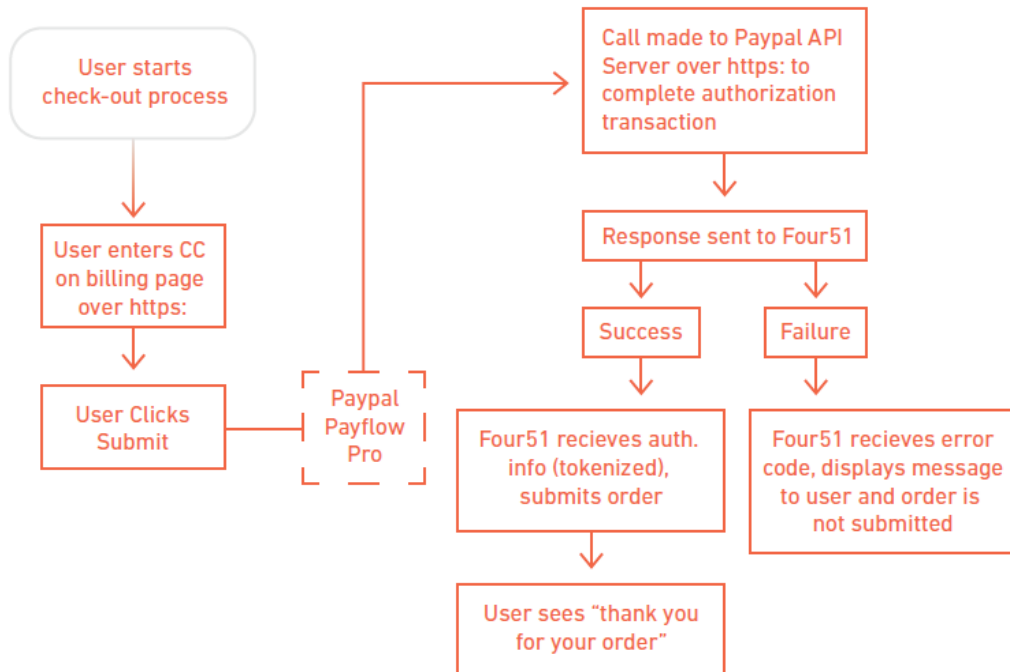 User starts
check-out process
User enters CC
on billing page
over https:
User Clicks
Submit
Paypal
Payflow
Pro
Call made to Paypal API
Server over https: to
complete authorization
transaction
Response sent to Four51
Success
Failure
Four51 recieves auth.
info (tokenized),
submits order
Four51 recieves error
code, displays message
to user and order is
not submitted
User sees “thank you
for your order”